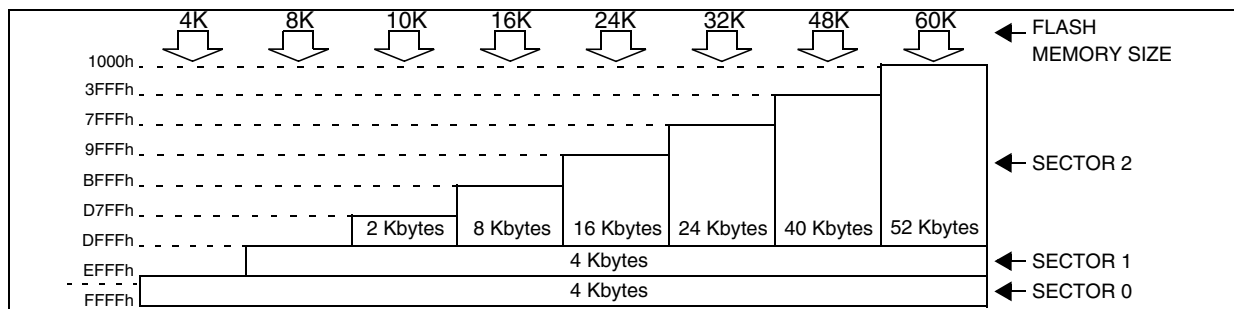 4K 8K 10K 16K 24K 32K 48K 60K
FLASH
MEMORY SIZE
1000h
3FFFh
7FFFh
9FFFh
SECTOR 2
BFFFh
D7FFh
2 Kbytes 8 Kbytes 16 Kbytes 24 Kbytes 40 Kbytes 52 Kbytes
DFFFh
4 Kbytes
SECTOR 1
EFFFh
4 Kbytes
SECTOR 0
FFFFh